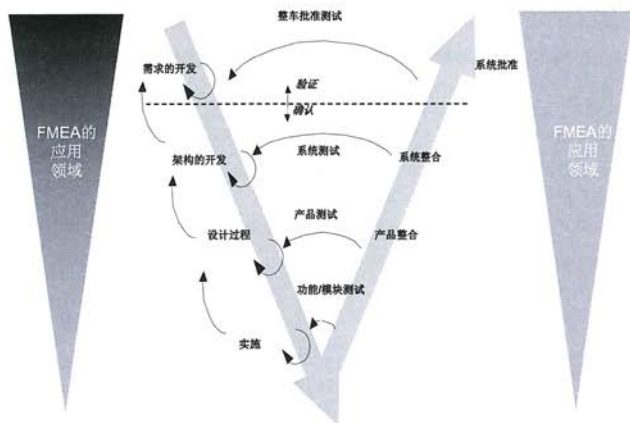 整车批准测试
需求的开发
系统批准
验证
确认
FMEA的
应用
领域
FMEA的
应用
领域
架构的开发
系统测试
系统整合
产品测试
设计过程
产品整合
功能/模块测试
实施